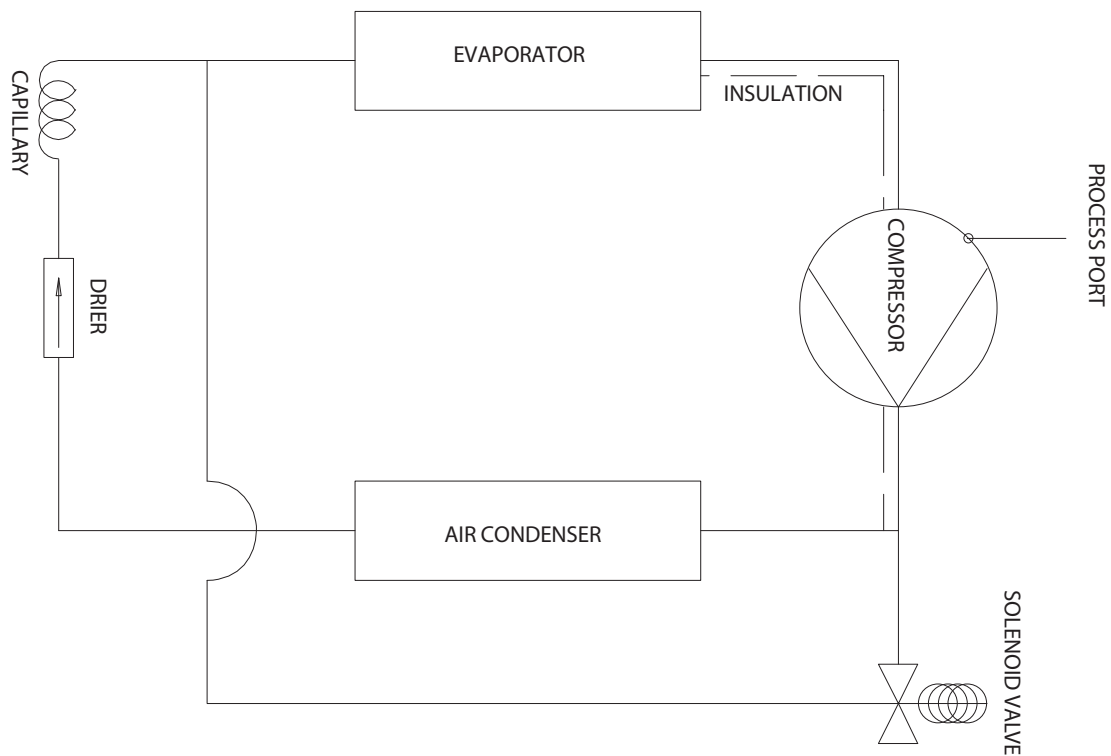 EVAPORATOR
INSULATION
CAPILLARY
COMPRESSOR
PROCESS PORT
DRIER
AIR CONDENSER
SOLENOID VALVE